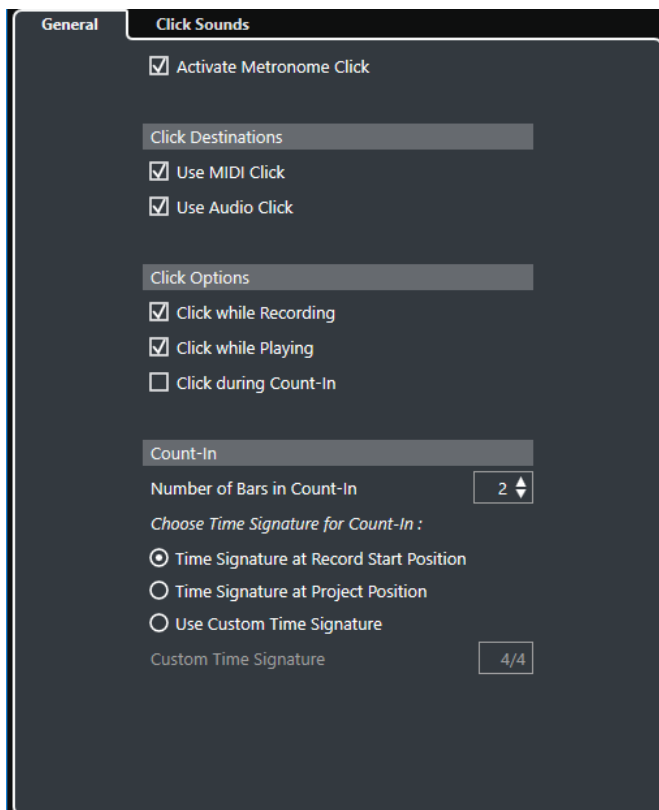 General Click Sounds
Activate Metronome Click
Click Destinations
Use MIDI Click
Use Audio Click
Click Options
Click while Recording
Click while Playing
Click during Count-In
Count-In
Number of Bars in Count-In 2
Choose Time Signature for Count-In :
Time Signature at Record Start Position
Time Signature at Project Position
Use Custom Time Signature
Custom Time Signature 4/4